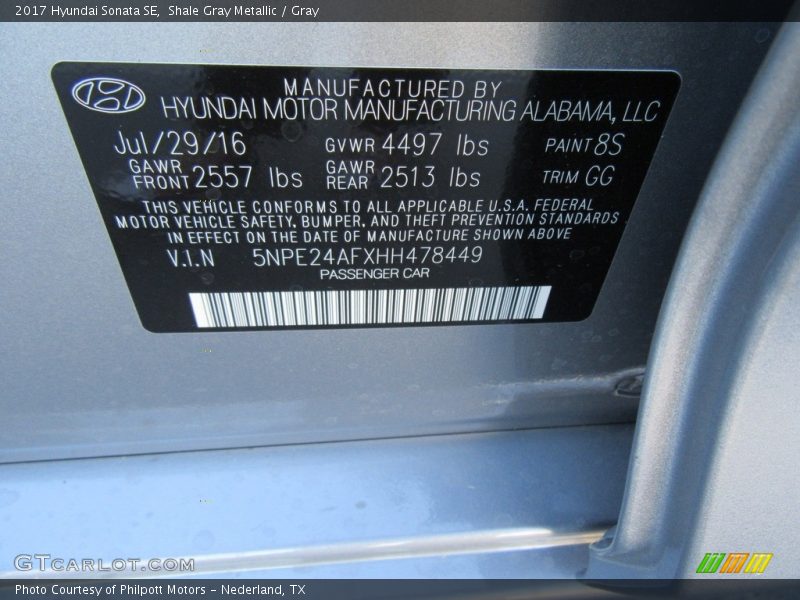 2017 Hyundai Sonata SE,  Shale Gray Metallic / Gray
MANUFACTURED BY
HYUNDAI MOTOR MANUFACTURING ALABAMA, LLC
Jul/29/16 GVWR 4497 lbs PAINT 8S
GAWR FRONT 2557 lbs GAWR REAR 2513 lbs TRIM GG
THIS VEHICLE CONFORMS TO ALL APPLICABLE U.S.A. FEDERAL
MOTOR VEHICLE SAFETY, BUMPER, AND THEFT PREVENTION STANDARDS
IN EFFECT ON THE DATE OF MANUFACTURE SHOWN ABOVE
V.I.N 5NPE24AFXHH478449
PASSENGER CAR
GTCARLOT.COM
Photo Courtesy of Philpott Motors - Nederland, TX